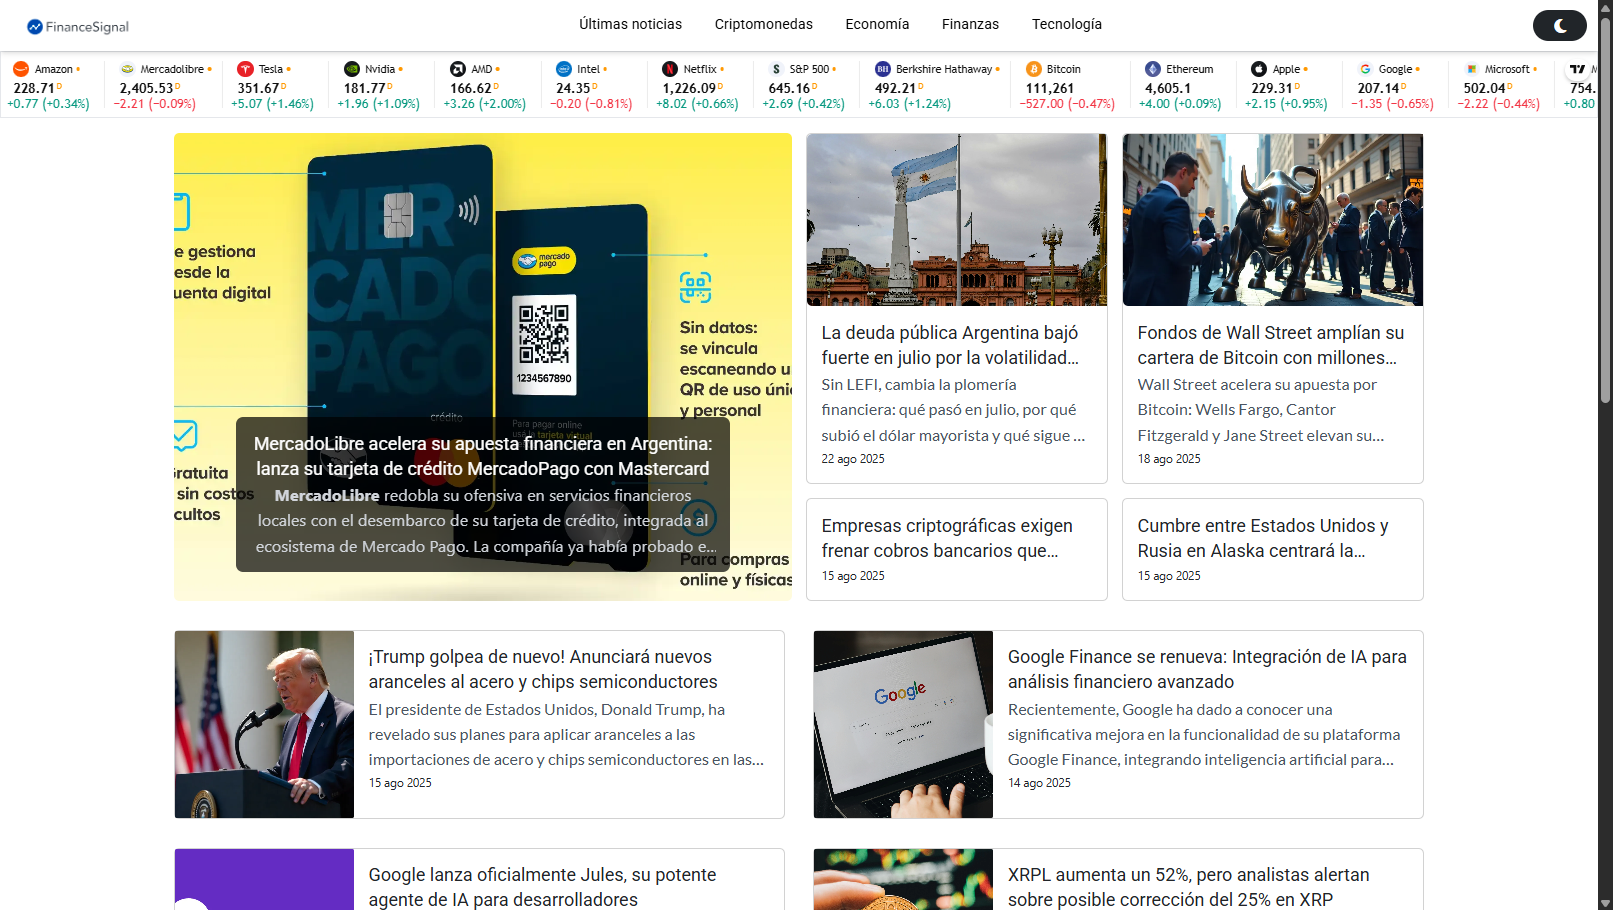 FinanceSignal
Últimas noticias
Criptomonedas
Economía
Finanzas
Tecnología
Amazon
228.71 D
+0.77 (+0.34%)
Mercadolibre
2,405.53 D
−2.21 (−0.09%)
Tesla
351.67 D
+5.07 (+1.46%)
Nvidia
181.77 D
+1.96 (+1.09%)
AMD
166.62 D
+3.26 (+2.00%)
Intel
24.35 D
−0.20 (−0.81%)
Netflix
1,226.09 D
+8.02 (+0.66%)
S&P 500
645.16 D
+2.69 (+0.42%)
BH Berkshire Hathaway
492.21 D
+6.03 (+1.24%)
Bitcoin
111,261
−527.00 (−0.47%)
Ethereum
4,605.1
+4.00 (+0.09%)
Apple
229.31 D
+2.15 (+0.95%)
Google
207.14 D
−1.35 (−0.65%)
Microsoft
502.04 D
−2.22 (−0.44%)
754.
+0.80
e gestiona
esde la
uenta digital
MER
CADO
PAGO
mercado
pago
1234567890
Sin datos:
se vincula
escaneando u
QR de uso úni
y personal
crédito
Para pagar online
usá la tarjeta virtual
ratuita
sin costos
cultos
Para compras
online y físicas
MercadoLibre acelera su apuesta financiera en Argentina:
lanza su tarjeta de crédito MercadoPago con Mastercard
MercadoLibre redobla su ofensiva en servicios financieros
locales con el desembarco de su tarjeta de crédito, integrada al
ecosistema de Mercado Pago. La compañía ya había probado e...
La deuda pública Argentina bajó
fuerte en julio por la volatilidad...
Sin LEFI, cambia la plomería
financiera: qué pasó en julio, por qué
subió el dólar mayorista y qué sigue ...
22 ago 2025
Fondos de Wall Street amplían su
cartera de Bitcoin con millones...
Wall Street acelera su apuesta por
Bitcoin: Wells Fargo, Cantor
Fitzgerald y Jane Street elevan su...
18 ago 2025
Empresas criptográficas exigen
frenar cobros bancarios que...
15 ago 2025
Cumbre entre Estados Unidos y
Rusia en Alaska centrará la...
15 ago 2025
¡Trump golpea de nuevo! Anunciará nuevos
aranceles al acero y chips semiconductores
El presidente de Estados Unidos, Donald Trump, ha
revelado sus planes para aplicar aranceles a las
importaciones de acero y chips semiconductores en las...
15 ago 2025
Google
Google Finance se renueva: Integración de IA para
análisis financiero avanzado
Recientemente, Google ha dado a conocer una
significativa mejora en la funcionalidad de su plataforma
Google Finance, integrando inteligencia artificial para...
14 ago 2025
Google lanza oficialmente Jules, su potente
agente de IA para desarrolladores
XRPL aumenta un 52%, pero analistas alertan
sobre posible corrección del 25% en XRP